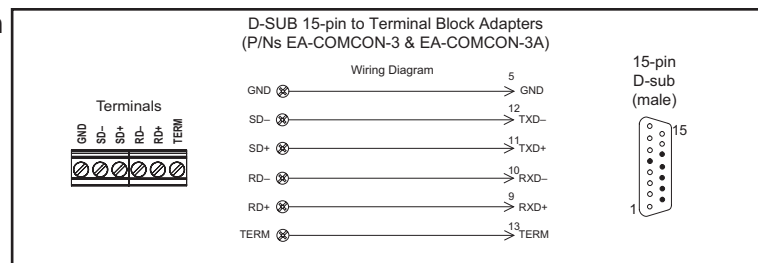 n
D-SUB 15-pin to Terminal Block Adapters
(P/Ns EA-COMCON-3 & EA-COMCON-3A)
Wiring Diagram
Terminals
GND
SD–
SD+
RD–
RD+
TERM
GND 5 GND
SD– 12 TXD–
SD+ 11 TXD+
RD– 10 RXD–
RD+ 9 RXD+
TERM 13 TERM
15-pin
D-sub
(male)
15
1